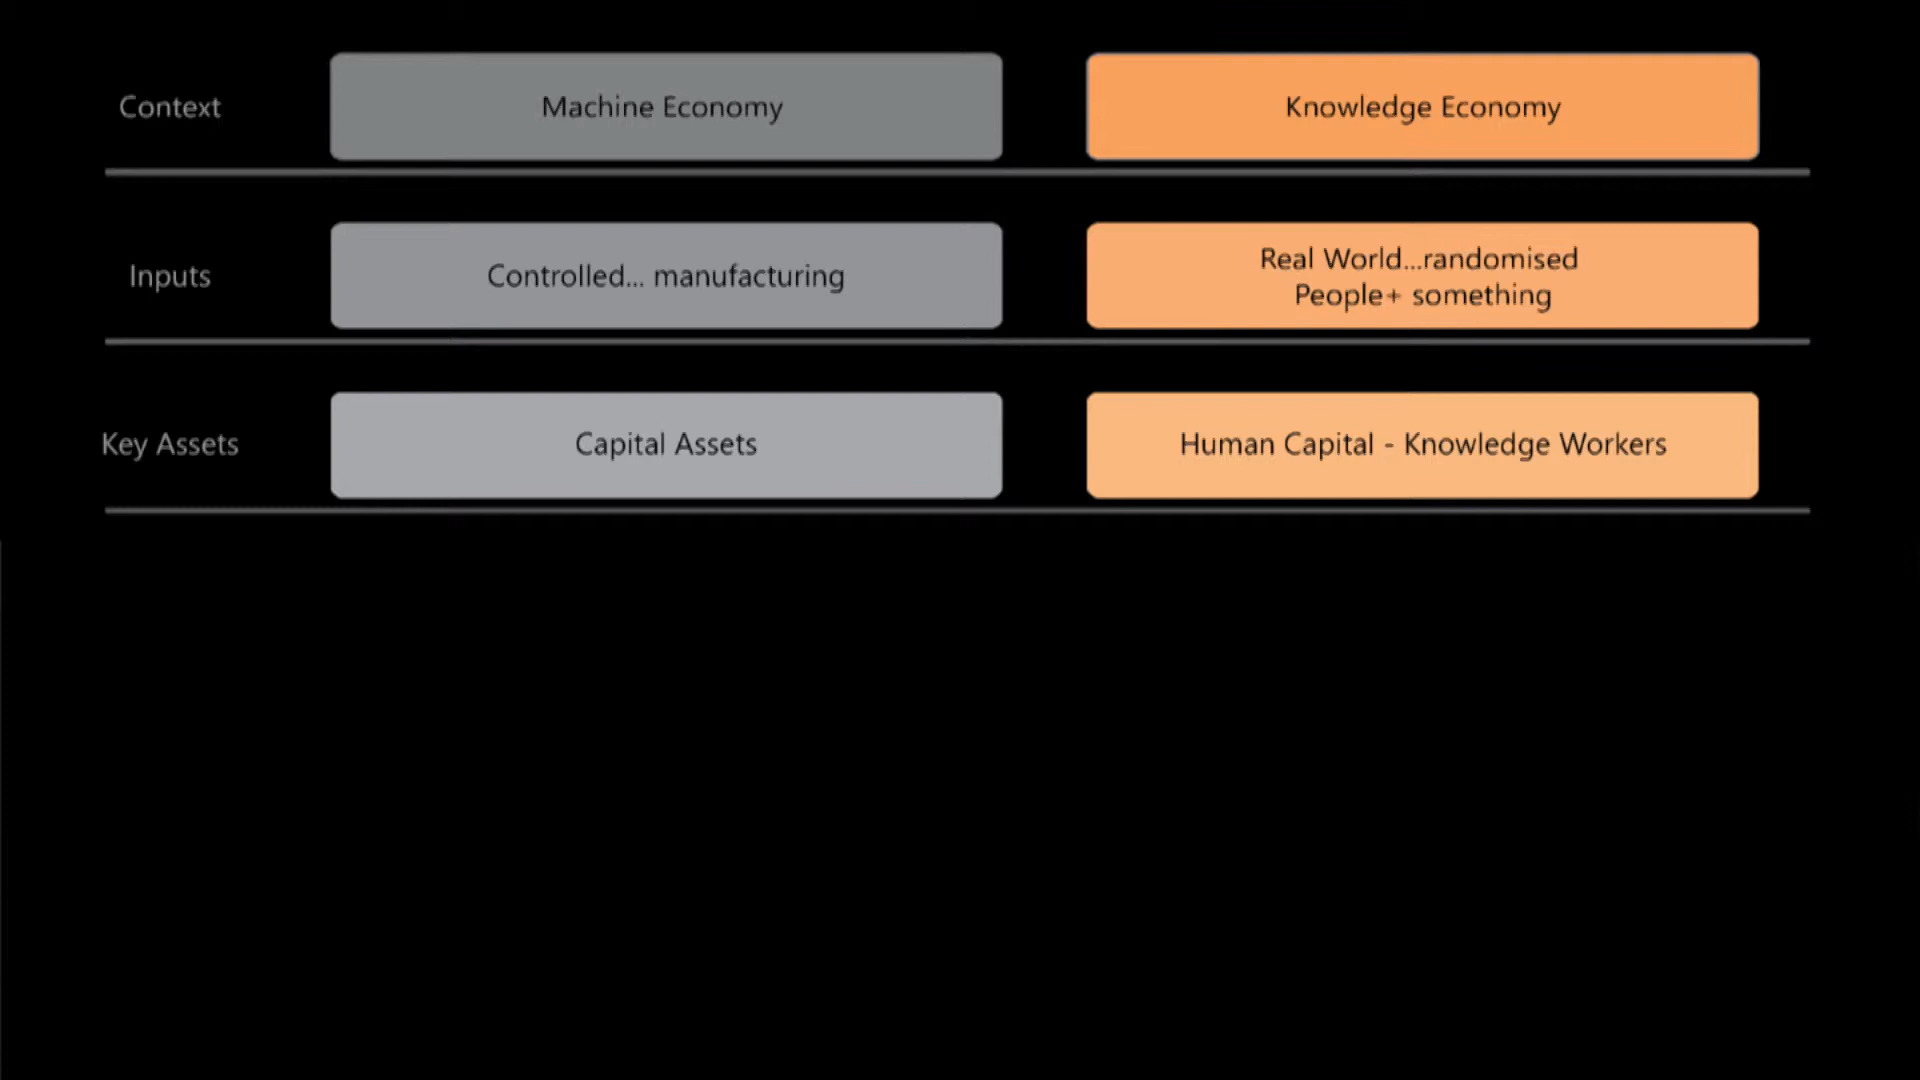 Context
Machine Economy
Knowledge Economy
Inputs
Controlled... manufacturing
Real World...randomised
People+ something
Key Assets
Capital Assets
Human Capital - Knowledge Workers